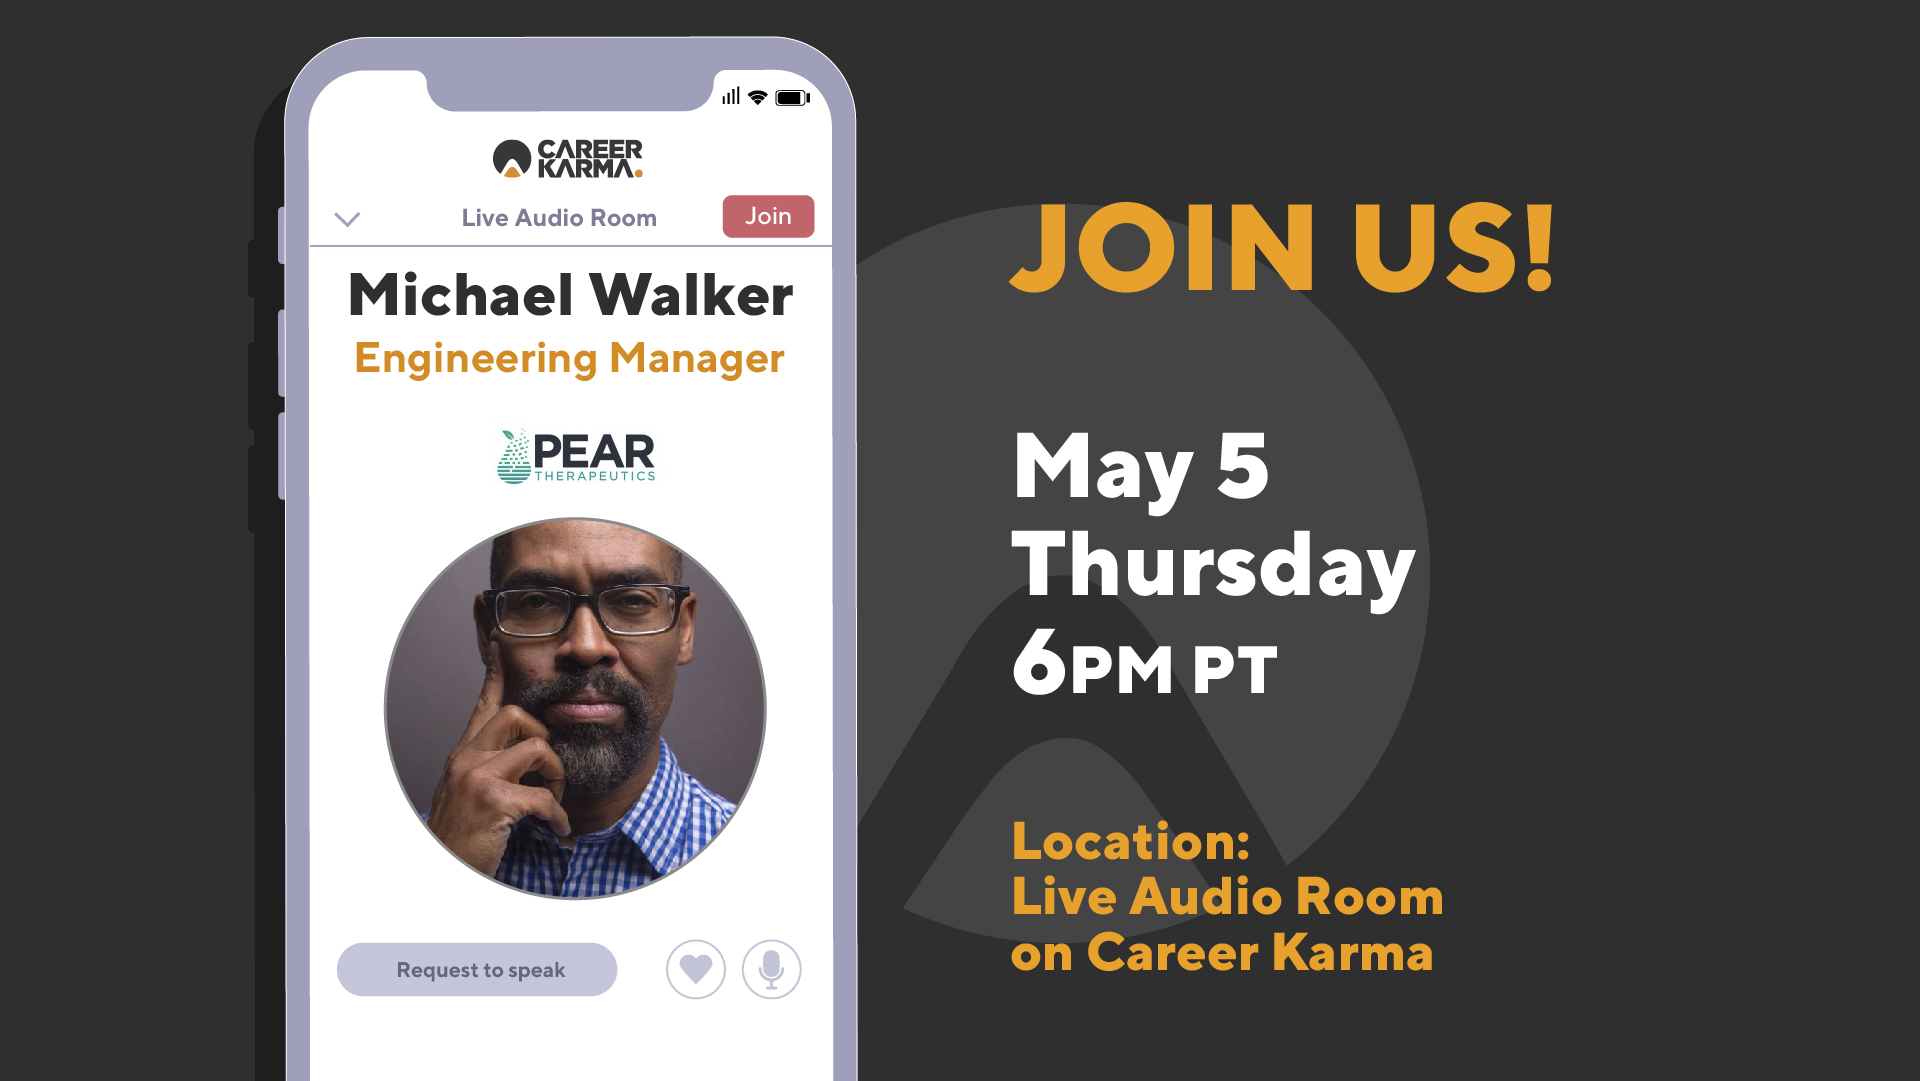 CAREER
KARMA.
Live Audio Room
Join
Michael Walker
Engineering Manager
PEAR
THERAPEUTICS
Request to speak
JOIN US!
May 5
Thursday
6PM PT
Location:
Live Audio Room
on Career Karma